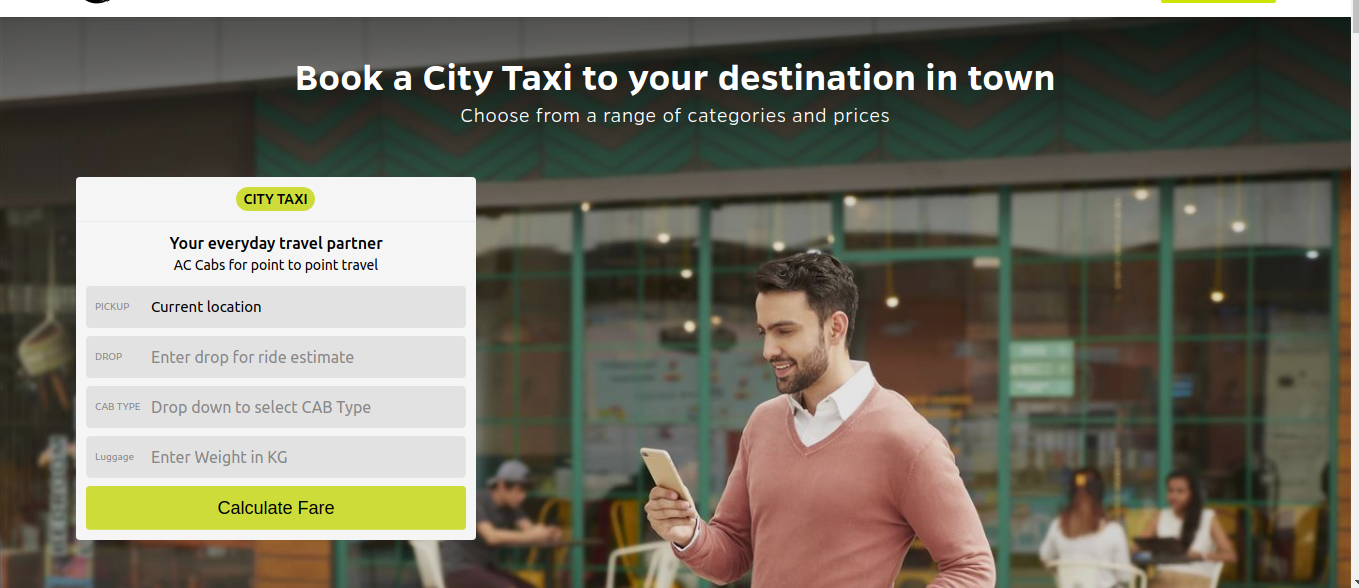 Book a City Taxi to your destination in town
Choose from a range of categories and prices
CITY TAXI
Your everyday travel partner
AC Cabs for point to point travel
PICKUP Current location
DROP Enter drop for ride estimate
CAB TYPE Drop down to select CAB Type
Luggage Enter Weight in KG
Calculate Fare